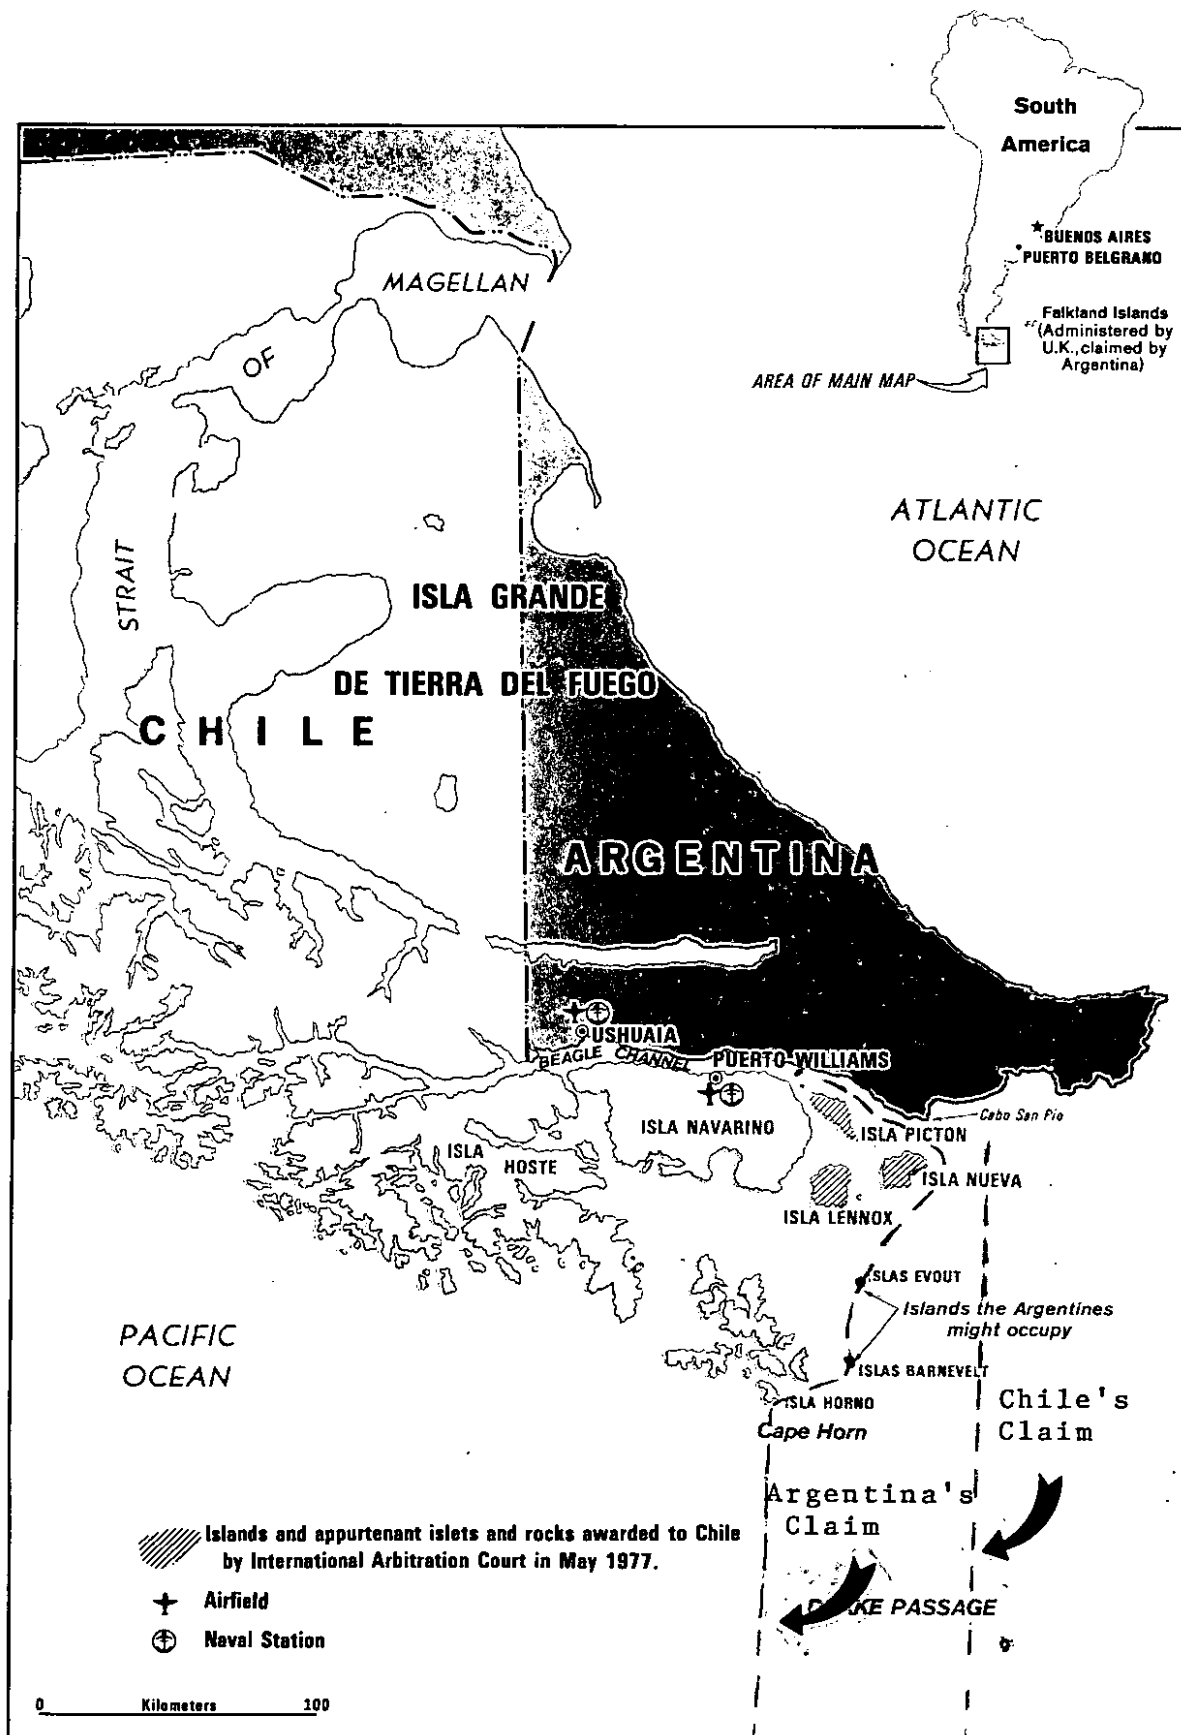 South
America
BUENOS AIRES
PUERTO BELGRANO
Falkland Islands
(Administered by
U.K., claimed by
Argentina)
AREA OF MAIN MAP
MAGELLAN
OF
STRAIT
ATLANTIC
OCEAN
ISLA GRANDE
DE TIERRA DEL FUEGO
CHILE
ARGENTINA
USHUAIA
BEAGLE CHANNEL
PUERTO WILLIAMS
Cabo San Pio
ISLA NAVARINO
ISLA PICTON
ISLA
HOSTE
ISLA NUEVA
ISLA LENNOX
ISLAS EVOUT
Islands the Argentines
might occupy
ISLAS BARNEVELT
ISLA HORNO
Cape Horn
PACIFIC
OCEAN
Chile's
Claim
Argentina's
Claim
DRAKE PASSAGE
Islands and appurtenant islets and rocks awarded to Chile
by International Arbitration Court in May 1977.
Airfield
Naval Station
0 Kilometers 100